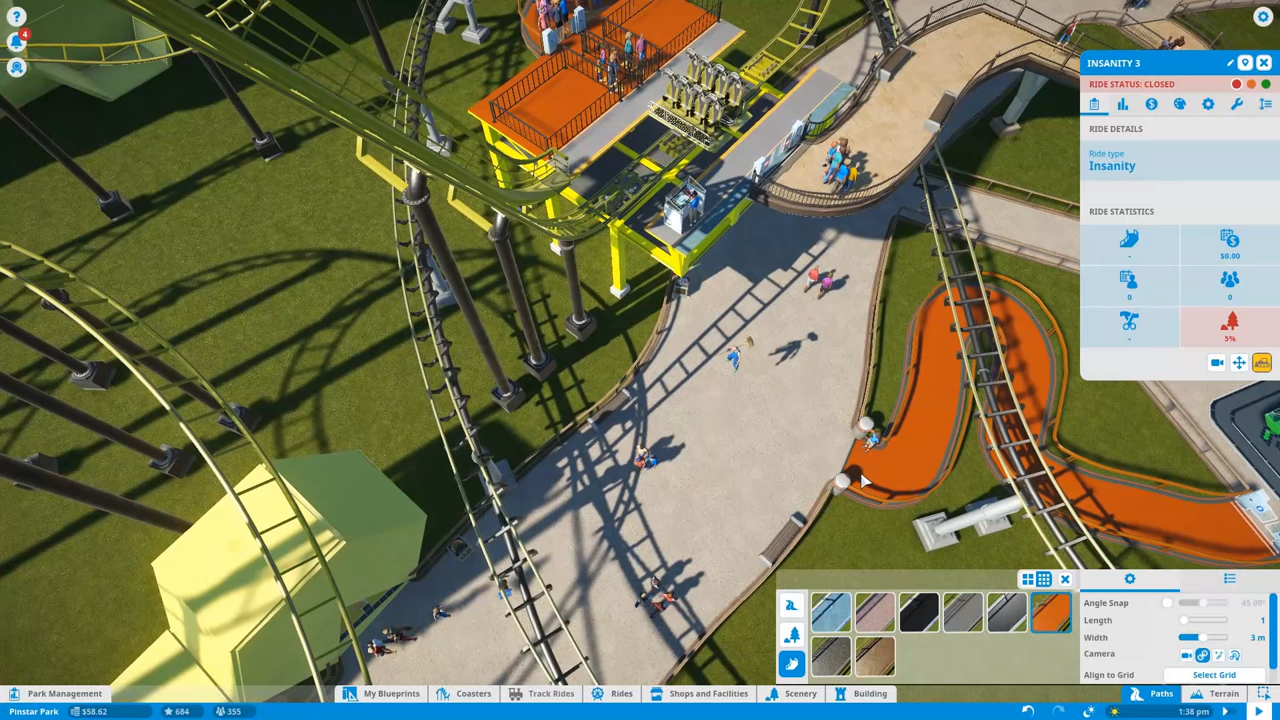 ?
4
INSANITY 3
RIDE STATUS: CLOSED
RIDE DETAILS
Ride type
Insanity
RIDE STATISTICS
-
$0.00
0
0
-
5%
Angle Snap
45.00°
Length
1
Width
3 m
Camera
Align to Grid
Select Grid
Park Management
My Blueprints
Coasters
Track Rides
Rides
Shops and Facilities
Scenery
Building
Paths
Terrain
Pinstar Park
$58.62
684
355
1:38 pm